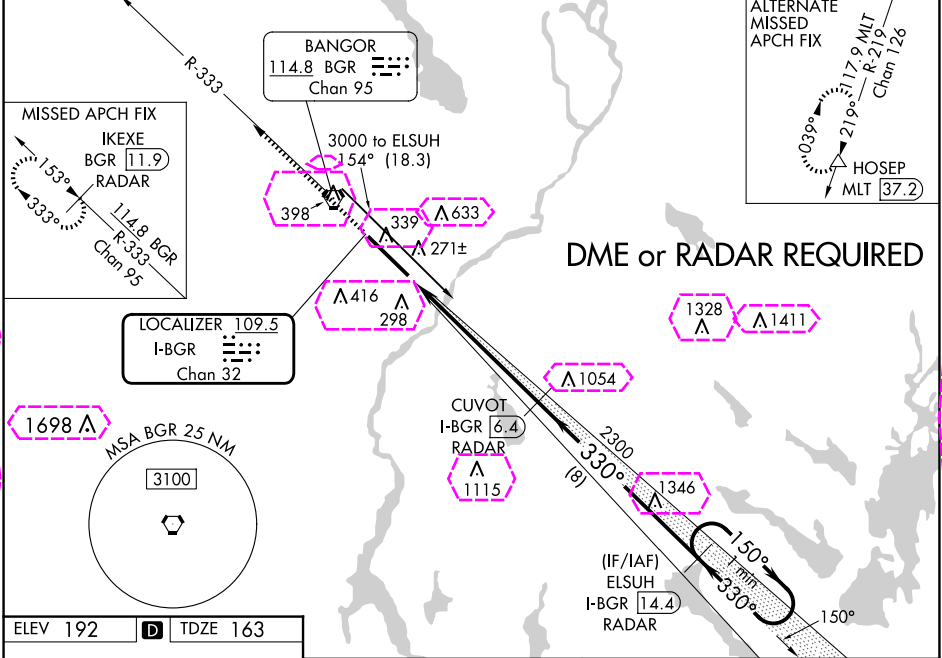 ALTERNATE
MISSED
APCH FIX
117.9 MLT
R-219
Chan 126
039°
219°
HOSEP
MLT 37.2
R-333
BANGOR
114.8 BGR
Chan 95
MISSED APCH FIX
IKEXE
BGR 11.9
RADAR
153°
333°
114.8 BGR
R-333
Chan 95
3000 to ELSUH
154° (18.3)
398
339
633
271±
DME or RADAR REQUIRED
416
298
1328
1411
LOCALIZER 109.5
I-BGR
Chan 32
1054
CUVOT
I-BGR 6.4
RADAR
1698
MSA BGR 25 NM
3100
1115
2300
330°
(8)
1346
(IF/IAF)
ELSUH
I-BGR 14.4
RADAR
150°
1 min
330°
150°
ELEV 192 D TDZE 163